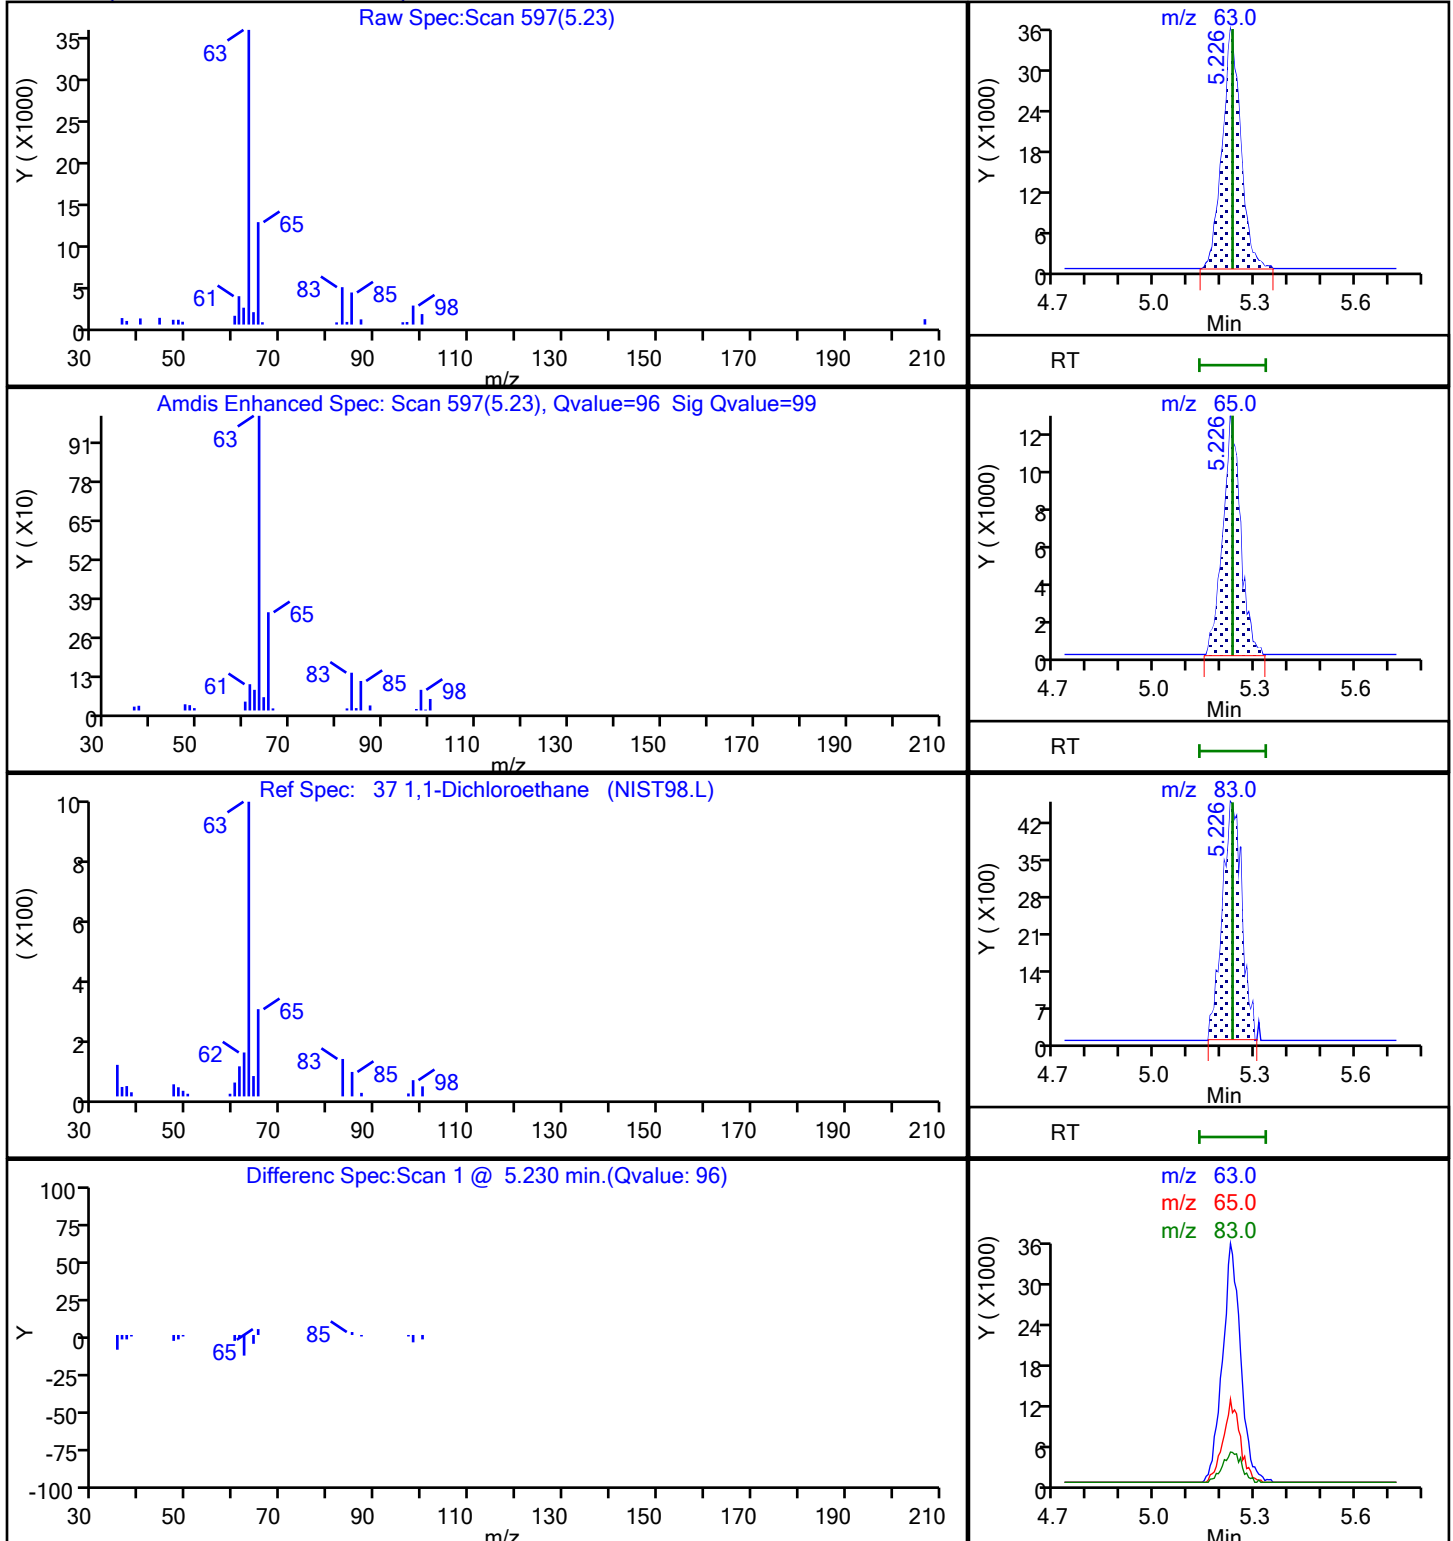 Raw Spec:Scan 597(5.23)
Y ( X1000)
35
30
25
20
15
10
5
0
63
65
61
83
85
98
30 50 70 90 110 130 150 170 190 210
m/z
m/z 63.0
Y ( X1000)
36
30
24
18
12
6
0
5.226
4.7 5.0 5.3 5.6
Min
RT
Amdis Enhanced Spec: Scan 597(5.23), Qvalue=96 Sig Qvalue=99
Y ( X10)
91
78
65
52
39
26
13
0
63
65
61
83
85
98
30 50 70 90 110 130 150 170 190 210
m/z
m/z 65.0
Y ( X1000)
12
10
8
6
4
2
0
5.226
4.7 5.0 5.3 5.6
Min
RT
Ref Spec: 37 1,1-Dichloroethane (NIST98.L)
( X100)
10
8
6
4
2
0
63
65
62
83
85
98
30 50 70 90 110 130 150 170 190 210
m/z 83.0
Y ( X100)
42
35
28
21
14
7
0
5.226
4.7 5.0 5.3 5.6
Min
RT
Differenc Spec:Scan 1 @ 5.230 min.(Qvalue: 96)
Y
100
75
50
25
0
-25
-50
-75
-100
65
85
30 50 70 90 110 130 150 170 190 210
m/z
m/z 63.0
m/z 65.0
m/z 83.0
Y ( X1000)
36
30
24
18
12
6
0
4.7 5.0 5.3 5.6
Min